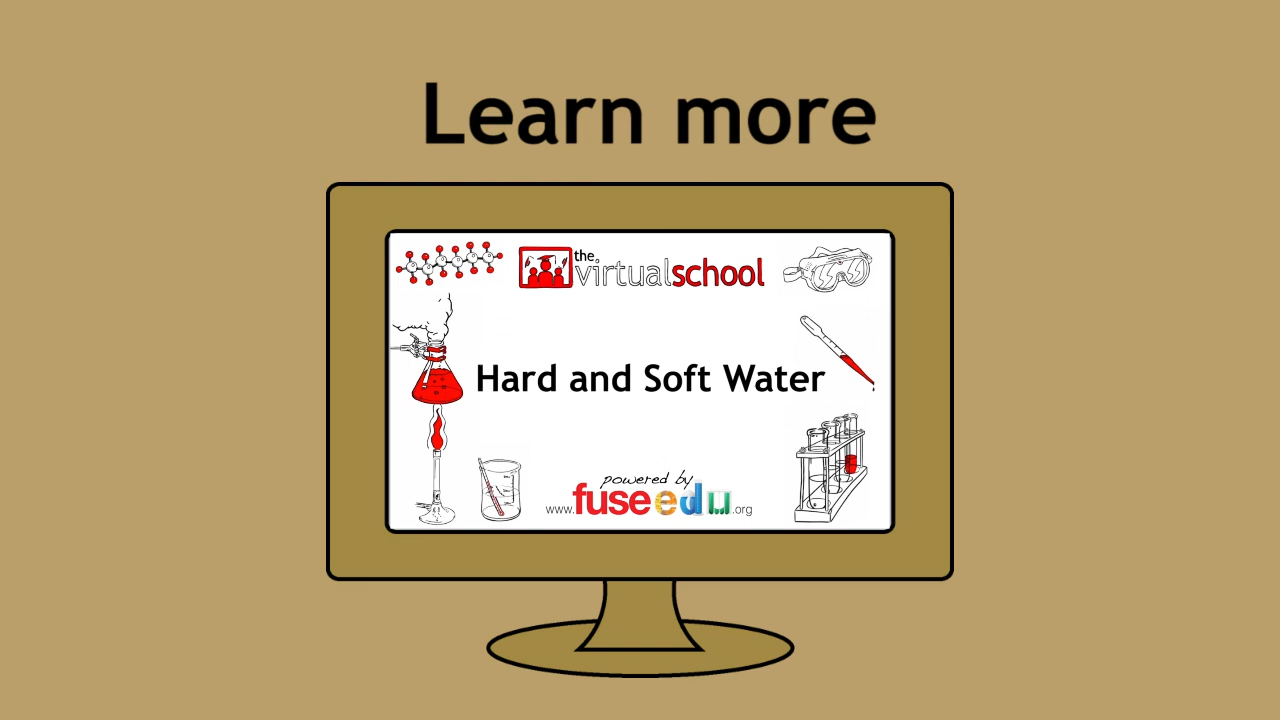 Learn more
the
virtualschool
Hard and Soft Water
powered by
www.fuseedu.org